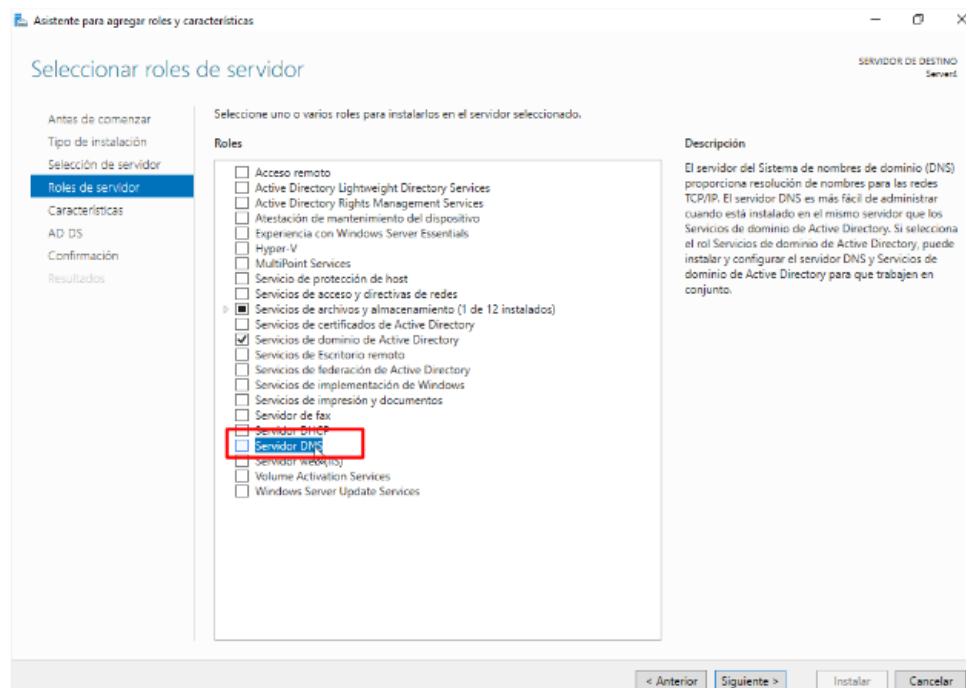 Asistente para agregar roles y características
Seleccionar roles de servidor
SERVIDOR DE DESTINO
Server1
Antes de comenzar
Tipo de instalación
Selección de servidor
Roles de servidor
Características
AD DS
Confirmación
Resultados
Seleccione uno o varios roles para instalarlos en el servidor seleccionado.
Roles
Acceso remoto
Active Directory Lightweight Directory Services
Active Directory Rights Management Services
Atestación de mantenimiento del dispositivo
Experiencia con Windows Server Essentials
Hyper-V
MultiPoint Services
Servicio de protección de host
Servicios de acceso y directivas de redes
Servicios de archivos y almacenamiento (1 de 12 instalados)
Servicios de certificados de Active Directory
Servicios de dominio de Active Directory
Servicios de Escritorio remoto
Servicios de federación de Active Directory
Servicios de implementación de Windows
Servicios de impresión y documentos
Servidor de fax
Servidor DHCP
Servidor DNS
Servidor web (IIS)
Volume Activation Services
Windows Server Update Services
Descripción
El servidor del Sistema de nombres de dominio (DNS)
proporciona resolución de nombres para las redes
TCP/IP. El servidor DNS es más fácil de administrar
cuando está instalado en el mismo servidor que los
Servicios de dominio de Active Directory. Si selecciona
el rol Servicios de dominio de Active Directory, puede
instalar y configurar el servidor DNS y Servicios de
dominio de Active Directory para que trabajen en
conjunto.
< Anterior
Siguiente >
Instalar
Cancelar